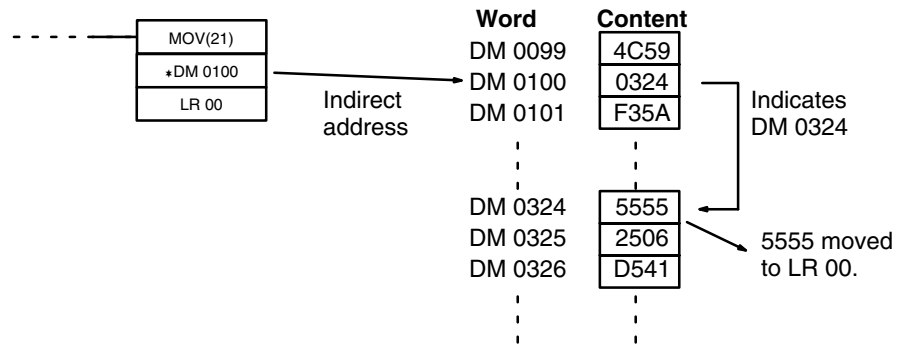 Word Content
MOV(21)
*DM 0100
LR 00
Indirect
address
DM 0099 4C59
DM 0100 0324
DM 0101 F35A
Indicates
DM 0324
DM 0324 5555
DM 0325 2506
DM 0326 D541
5555 moved
to LR 00.